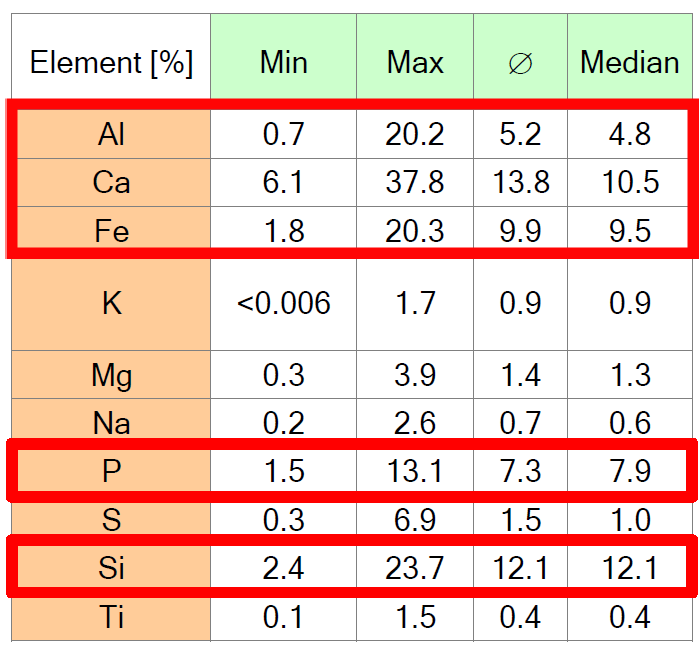 Element [%] Min Max ∅ Median
Al 0.7 20.2 5.2 4.8
Ca 6.1 37.8 13.8 10.5
Fe 1.8 20.3 9.9 9.5
K <0.006 1.7 0.9 0.9
Mg 0.3 3.9 1.4 1.3
Na 0.2 2.6 0.7 0.6
P 1.5 13.1 7.3 7.9
S 0.3 6.9 1.5 1.0
Si 2.4 23.7 12.1 12.1
Ti 0.1 1.5 0.4 0.4